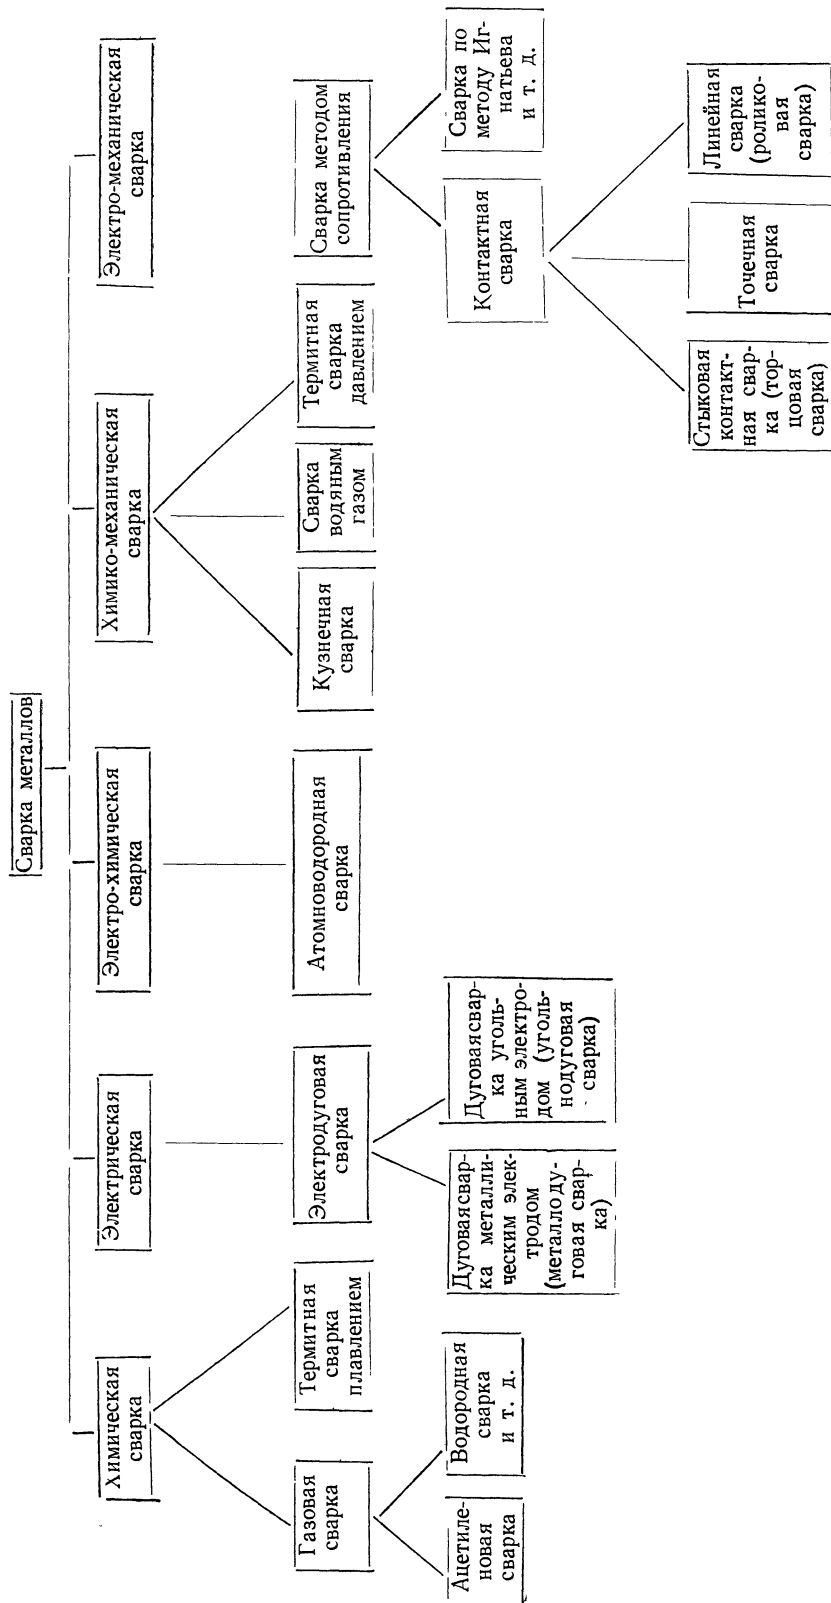 Сварка металлов
Химическая
сварка
Электрическая
сварка
Электро-химическая
сварка
Химико-механическая
сварка
Электро-механическая
сварка
Газовая
сварка
Термитная
сварка
плавлением
Электродуговая
сварка
Атомноводородная
сварка
Кузнечная
сварка
Сварка
водяным
газом
Термитная
сварка
давлением
Сварка методом
сопротивления
Ацетиле-
новая
сварка
Водородная
сварка
и т. д.
Дуговая свар-
ка металли-
ческим элек-
тродом
(металлоду-
говая свар-
ка)
Дуговая свар-
ка уголь-
ным электро-
дом (уголь-
нодуговая
сварка)
Контактная
сварка
Сварка по
методу Иг-
натьева
и т. д.
Стыковая
контакт-
ная свар-
ка (тор-
цовая
сварка)
Точечная
сварка
Линейная
сварка
(ролико-
вая
сварка)